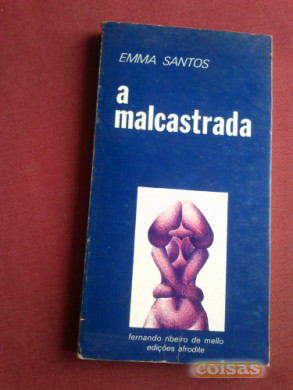 EMMA SANTOS
a
malcastrada
fernando ribeiro de mello
edições afrodite
coisas